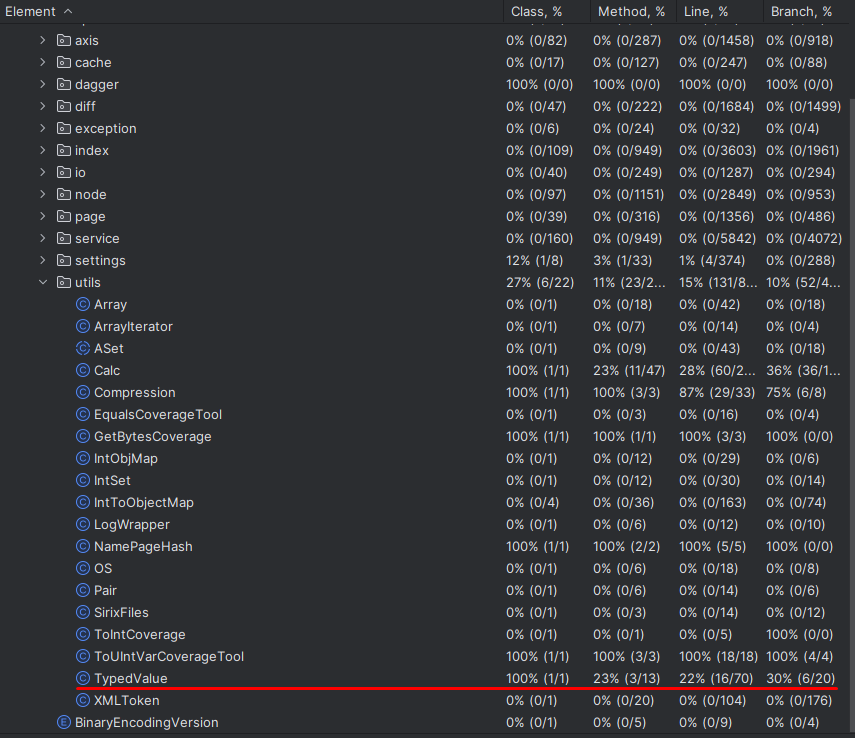 Element Class, % Method, % Line, % Branch, %
axis 0% (0/82) 0% (0/287) 0% (0/1458) 0% (0/918)
cache 0% (0/17) 0% (0/127) 0% (0/247) 0% (0/88)
dagger 100% (0/0) 100% (0/0) 100% (0/0) 100% (0/0)
diff 0% (0/47) 0% (0/222) 0% (0/1684) 0% (0/1499)
exception 0% (0/6) 0% (0/24) 0% (0/32) 0% (0/4)
index 0% (0/109) 0% (0/949) 0% (0/3603) 0% (0/1961)
io 0% (0/40) 0% (0/249) 0% (0/1287) 0% (0/294)
node 0% (0/97) 0% (0/1151) 0% (0/2849) 0% (0/953)
page 0% (0/39) 0% (0/316) 0% (0/1356) 0% (0/486)
service 0% (0/160) 0% (0/949) 0% (0/5842) 0% (0/4072)
settings 12% (1/8) 3% (1/33) 1% (4/374) 0% (0/288)
utils 27% (6/22) 11% (23/2... 15% (131/8... 10% (52/4...
C Array 0% (0/1) 0% (0/18) 0% (0/42) 0% (0/18)
C ArrayIterator 0% (0/1) 0% (0/7) 0% (0/14) 0% (0/4)
C ASet 0% (0/1) 0% (0/9) 0% (0/43) 0% (0/18)
C Calc 100% (1/1) 23% (11/47) 28% (60/2... 36% (36/1...
C Compression 100% (1/1) 100% (3/3) 87% (29/33) 75% (6/8)
C EqualsCoverageTool 0% (0/1) 0% (0/3) 0% (0/16) 0% (0/4)
C GetBytesCoverage 100% (1/1) 100% (1/1) 100% (3/3) 100% (0/0)
C IntObjMap 0% (0/1) 0% (0/12) 0% (0/29) 0% (0/6)
C IntSet 0% (0/1) 0% (0/12) 0% (0/30) 0% (0/14)
C IntToObjectMap 0% (0/4) 0% (0/36) 0% (0/163) 0% (0/74)
C LogWrapper 0% (0/1) 0% (0/6) 0% (0/12) 0% (0/10)
C NamePageHash 100% (1/1) 100% (2/2) 100% (5/5) 100% (0/0)
C OS 0% (0/1) 0% (0/6) 0% (0/18) 0% (0/8)
C Pair 0% (0/1) 0% (0/6) 0% (0/14) 0% (0/6)
C SirixFiles 0% (0/1) 0% (0/3) 0% (0/14) 0% (0/12)
C ToIntCoverage 0% (0/1) 0% (0/1) 0% (0/5) 100% (0/0)
C ToUIntVarCoverageTool 100% (1/1) 100% (3/3) 100% (18/18) 100% (4/4)
C TypedValue 100% (1/1) 23% (3/13) 22% (16/70) 30% (6/20)
C XMLToken 0% (0/1) 0% (0/20) 0% (0/104) 0% (0/176)
E BinaryEncodingVersion 0% (0/1) 0% (0/5) 0% (0/9) 0% (0/4)